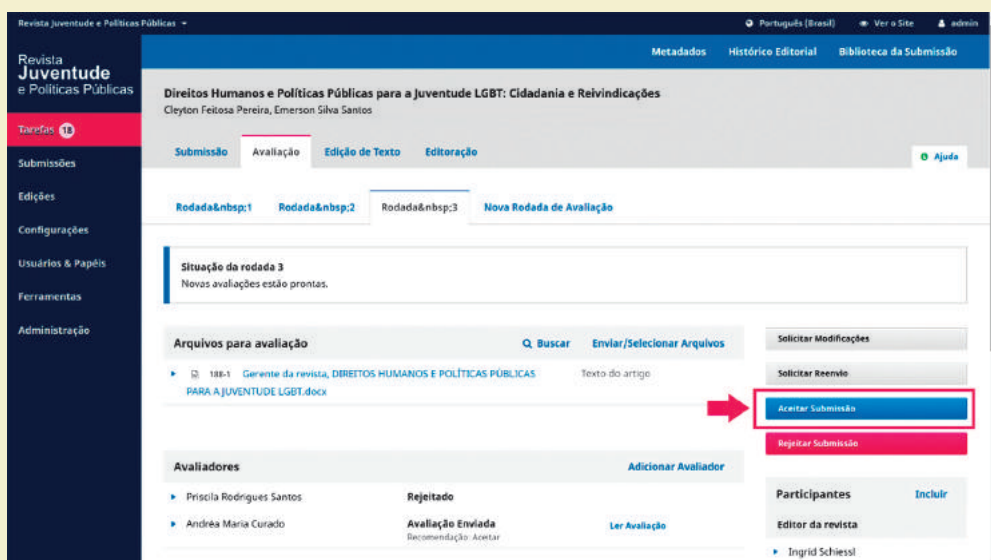 Revista Juventude e Políticas Públicas
Português (Brasil) Ver o Site admin
Revista
Juventude
e Políticas Públicas
Metadados Histórico Editorial Biblioteca da Submissão
Direitos Humanos e Políticas Públicas para a Juventude LGBT: Cidadania e Reivindicações
Cleyton Feitosa Pereira, Emerson Silva Santos
Tarefas 18
Submissões
Edições
Configurações
Usuários & Papéis
Ferramentas
Administração
Submissão Avaliação Edição de Texto Editoração
Ajuda
Rodada&nbsp;1 Rodada&nbsp;2 Rodada&nbsp;3 Nova Rodada de Avaliação
Situação da rodada 3
Novas avaliações estão prontas.
Arquivos para avaliação Buscar Enviar/Selecionar Arquivos
188-1 Gerente da revista, DIREITOS HUMANOS E POLÍTICAS PÚBLICAS Texto do artigo
PARA A JUVENTUDE LGBT.docx
Solicitar Modificações
Solicitar Reenvio
Aceitar Submissão
Rejeitar Submissão
Avaliadores Adicionar Avaliador
Priscila Rodrigues Santos Rejeitado
Andréa Maria Curado Avaliação Enviada Ler Avaliação
Recomendação: Aceitar
Participantes Incluir
Editor da revista
Ingrid Schiessl